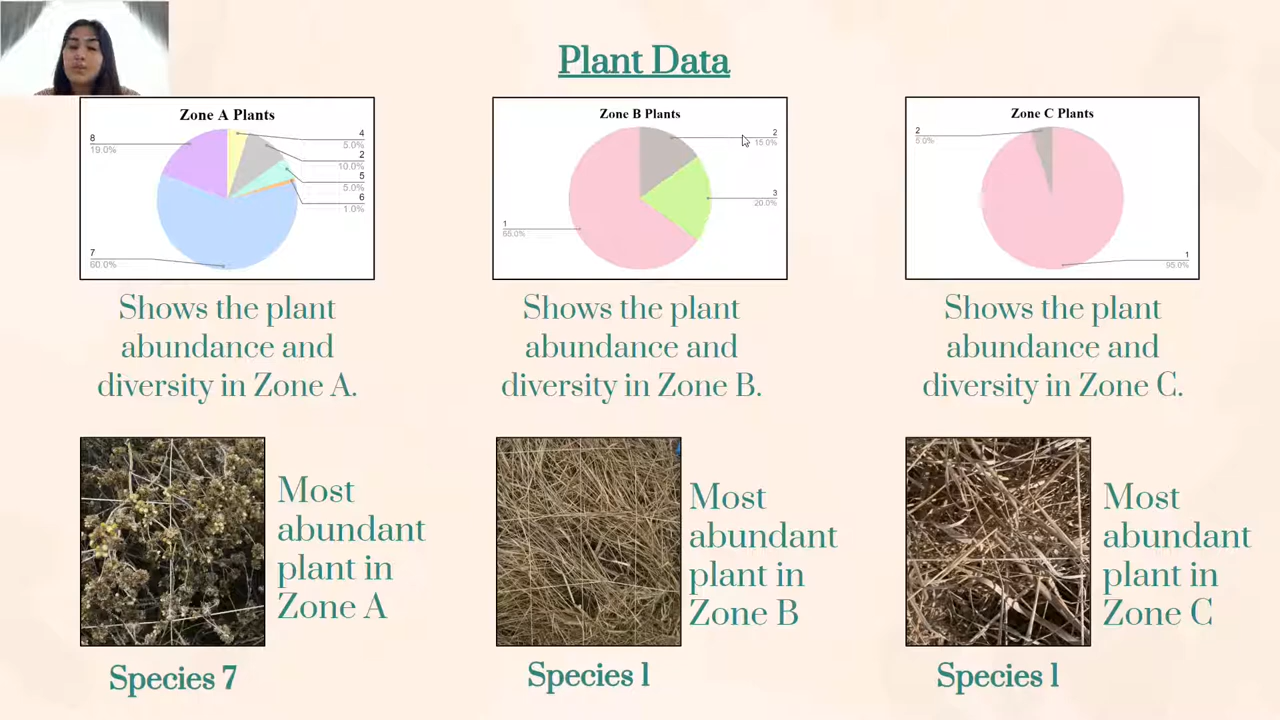 Plant Data
Zone A Plants
8
19.0%
4
5.0%
2
10.0%
5
5.0%
6
1.0%
7
60.0%
Zone B Plants
2
15.0%
3
20.0%
1
65.0%
Zone C Plants
2
5.0%
1
95.0%
Shows the plant
abundance and
diversity in Zone A.
Shows the plant
abundance and
diversity in Zone B.
Shows the plant
abundance and
diversity in Zone C.
Most
abundant
plant in
Zone A
Most
abundant
plant in
Zone B
Most
abundant
plant in
Zone C
Species 7
Species 1
Species 1